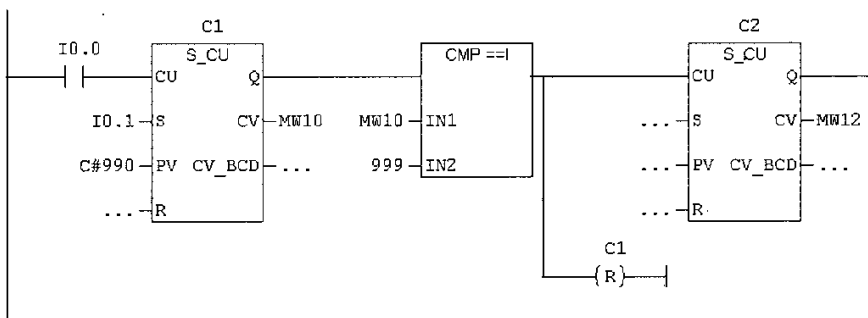 C1
C2
I0.0
S_CU
CMP ==I
S_CU
CU
Q
CU
Q
I0.1
S
CV
MW10
MW10
IN1
...
S
CV
MW12
C#990
PV
CV_BCD
...
999
IN2
...
PV
CV_BCD
...
...
R
...
R
C1
(R)